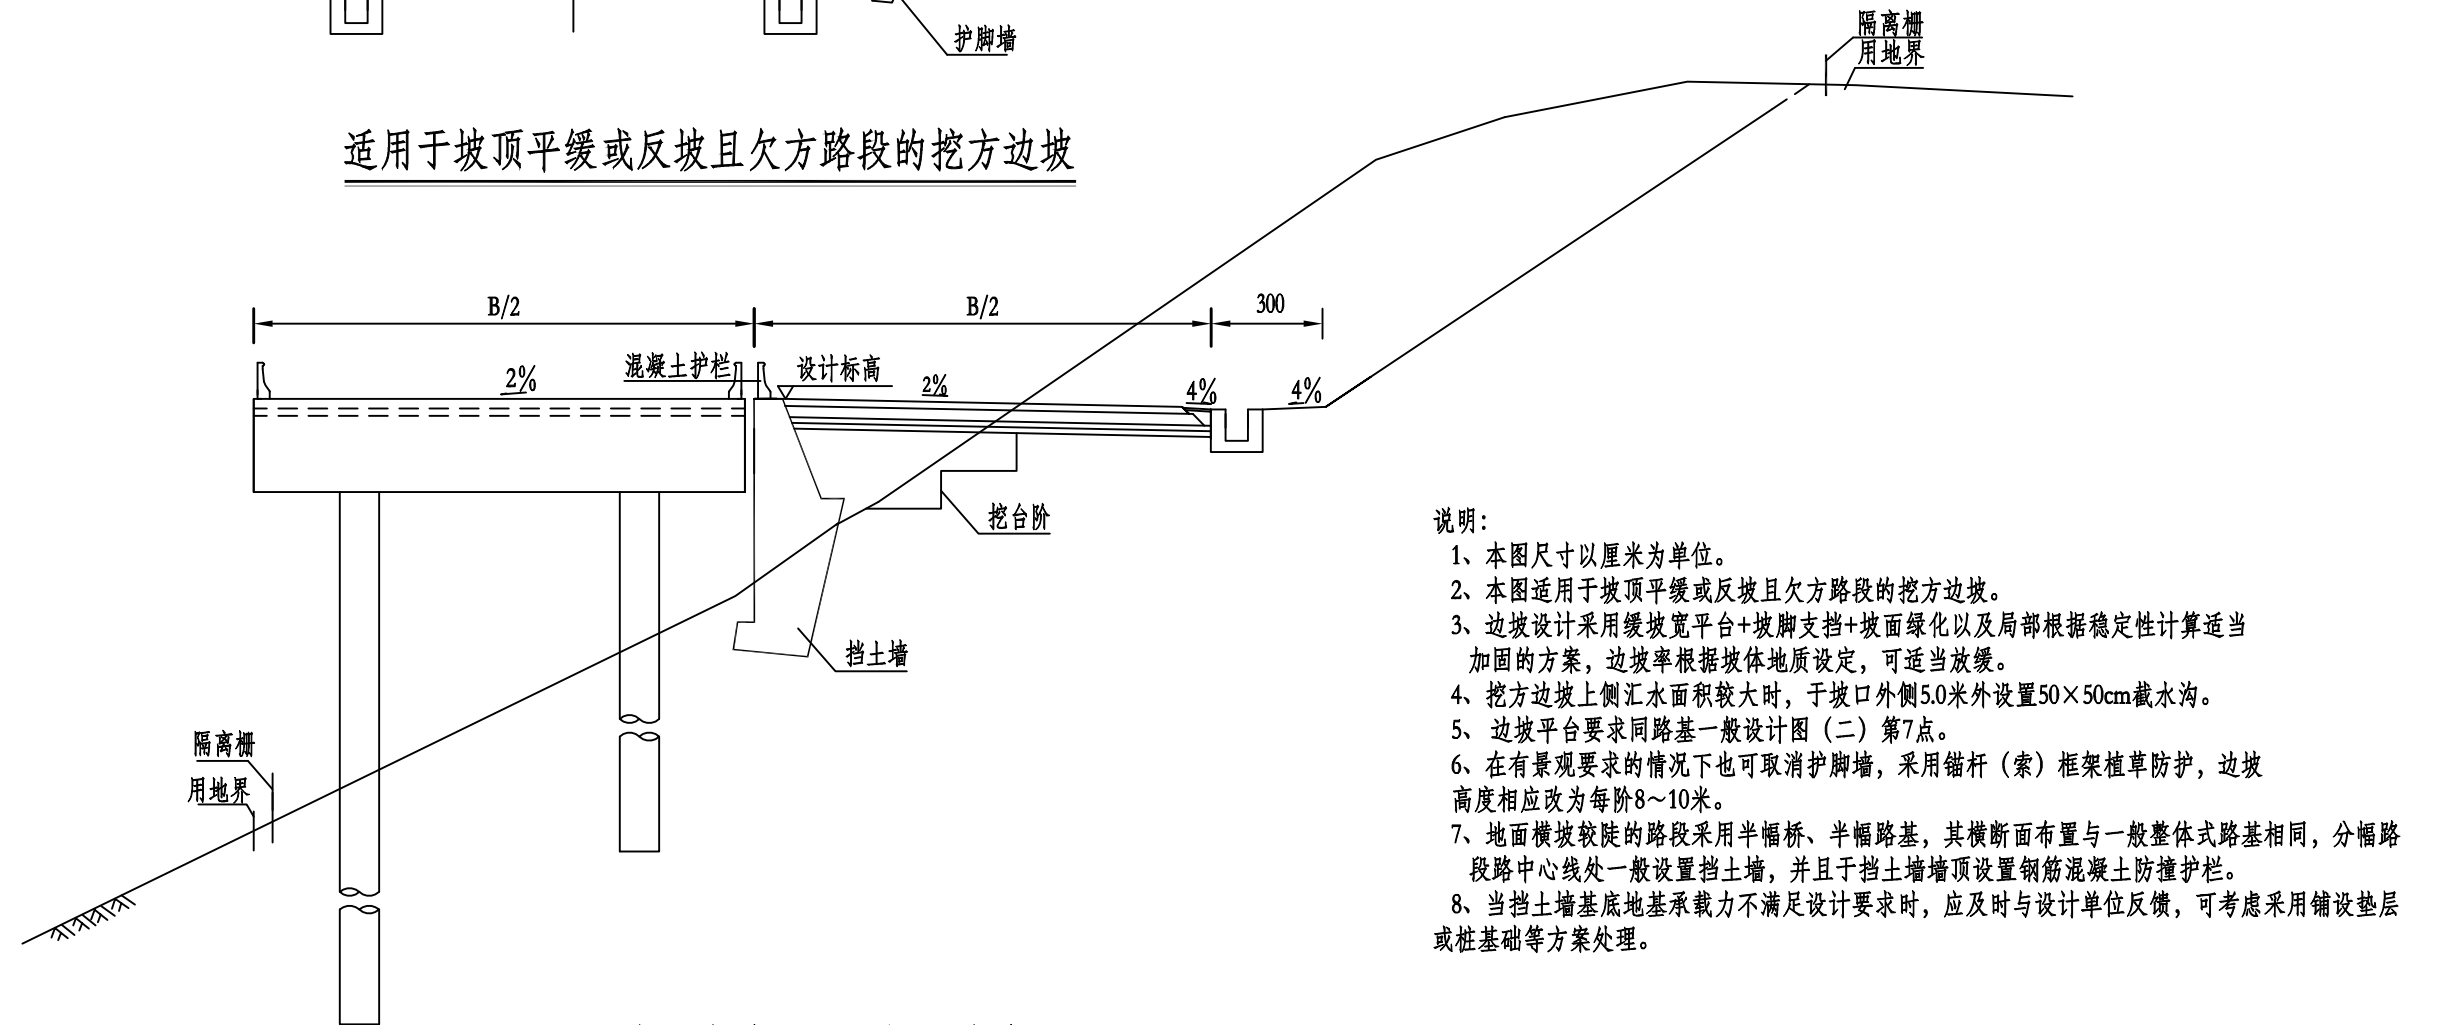 护脚墙
隔离栅
用地界
适用于坡顶平缓或反坡且欠方路段的挖方边坡
B/2
B/2
300
混凝土护栏
设计标高
2%
2%
4%
4%
挖台阶
挡土墙
隔离栅
用地界
说明：
1、本图尺寸以厘米为单位。
2、本图适用于坡顶平缓或反坡且欠方路段的挖方边坡。
3、边坡设计采用缓坡宽平台+坡脚支挡+坡面绿化以及局部根据稳定性计算适当
加固的方案，边坡率根据坡体地质设定，可适当放缓。
4、挖方边坡上侧汇水面积较大时，于坡口外侧5.0米外设置50×50cm截水沟。
5、 边坡平台要求同路基一般设计图（二）第7点。
6、在有景观要求的情况下也可取消护脚墙，采用锚杆（索）框架植草防护，边坡
高度相应改为每阶8～10米。
7、地面横坡较陡的路段采用半幅桥、半幅路基，其横断面布置与一般整体式路基相同，分幅路
段路中心线处一般设置挡土墙，并且于挡土墙墙顶设置钢筋混凝土防撞护栏。
8、当挡土墙基底地基承载力不满足设计要求时，应及时与设计单位反馈，可考虑采用铺设垫层
或桩基础等方案处理。